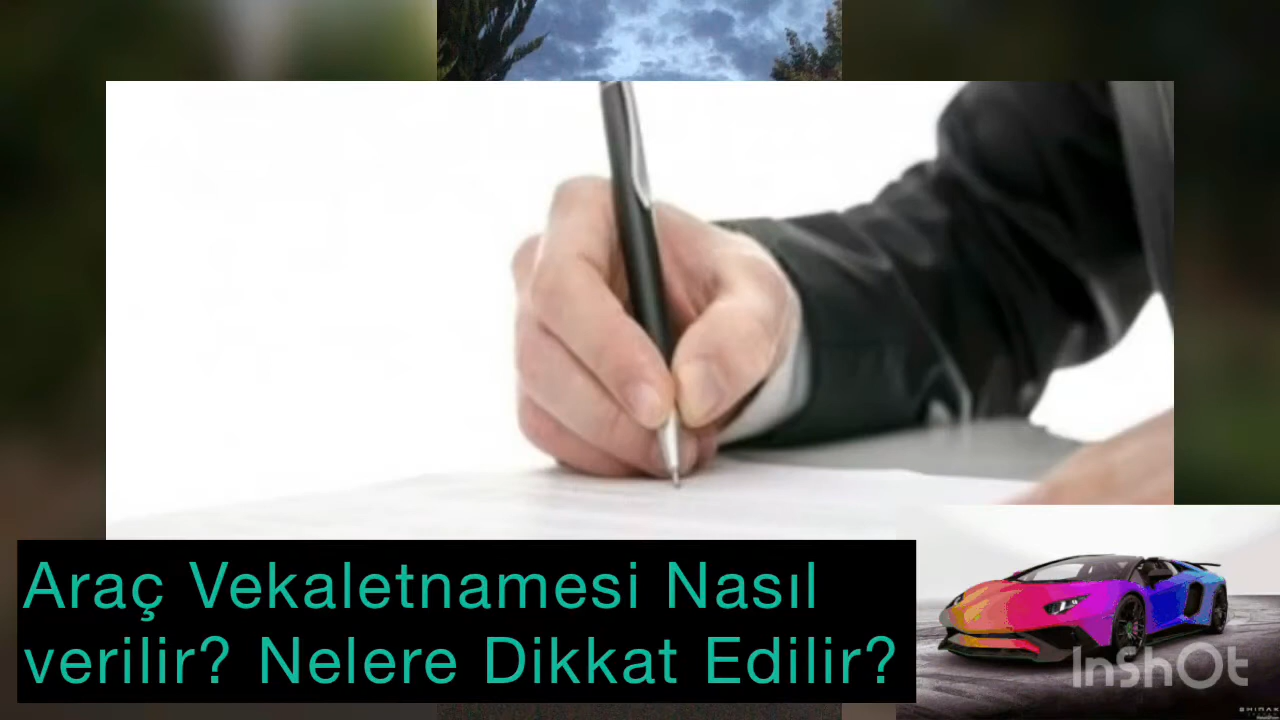 Araç Vekaletnamesi Nasıl
verilir? Nelere Dikkat Edilir?
InShOt